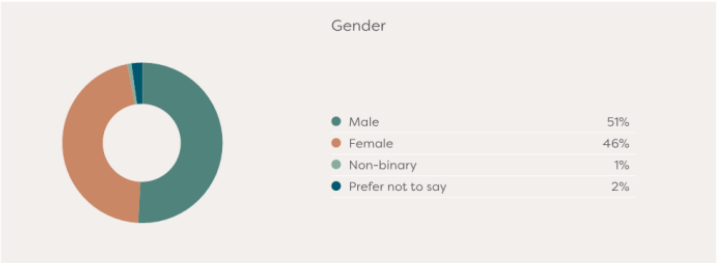 Gender
Male 51%
Female 46%
Non-binary 1%
Prefer not to say 2%